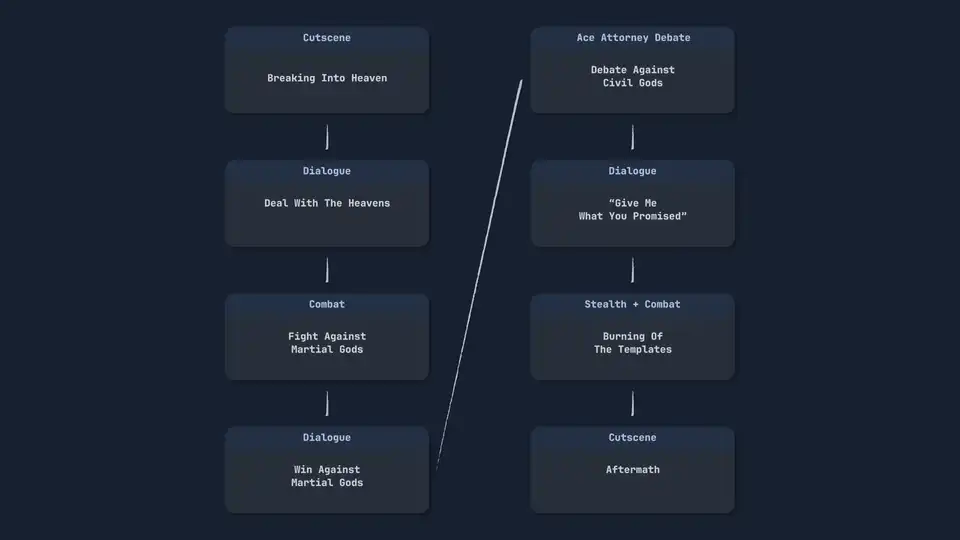 Cutscene
Breaking Into Heaven
Dialogue
Deal With The Heavens
Combat
Fight Against
Martial Gods
Dialogue
Win Against
Martial Gods
Ace Attorney Debate
Debate Against
Civil Gods
Dialogue
“Give Me
What You Promised”
Stealth + Combat
Burning Of
The Templates
Cutscene
Aftermath